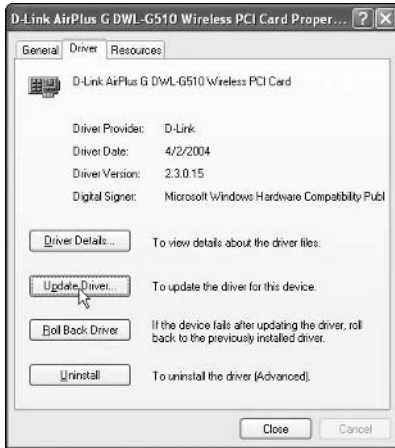 D-Link AirPlus G DWL-G510 Wireless PCI Card Proper...
General Driver Resources
D-Link AirPlus G DWL-G510 Wireless PCI Card
Driver Provider: D-Link
Driver Date: 4/2/2004
Driver Version: 2.3.0.15
Digital Signer: Microsoft Windows Hardware Compatibility Publ
Driver Details... To view details about the driver files.
Update Driver... To update the driver for this device.
Roll Back Driver If the device fails after updating the driver, roll
back to the previously installed driver.
Uninstall To uninstall the driver (Advanced).
Close Cancel